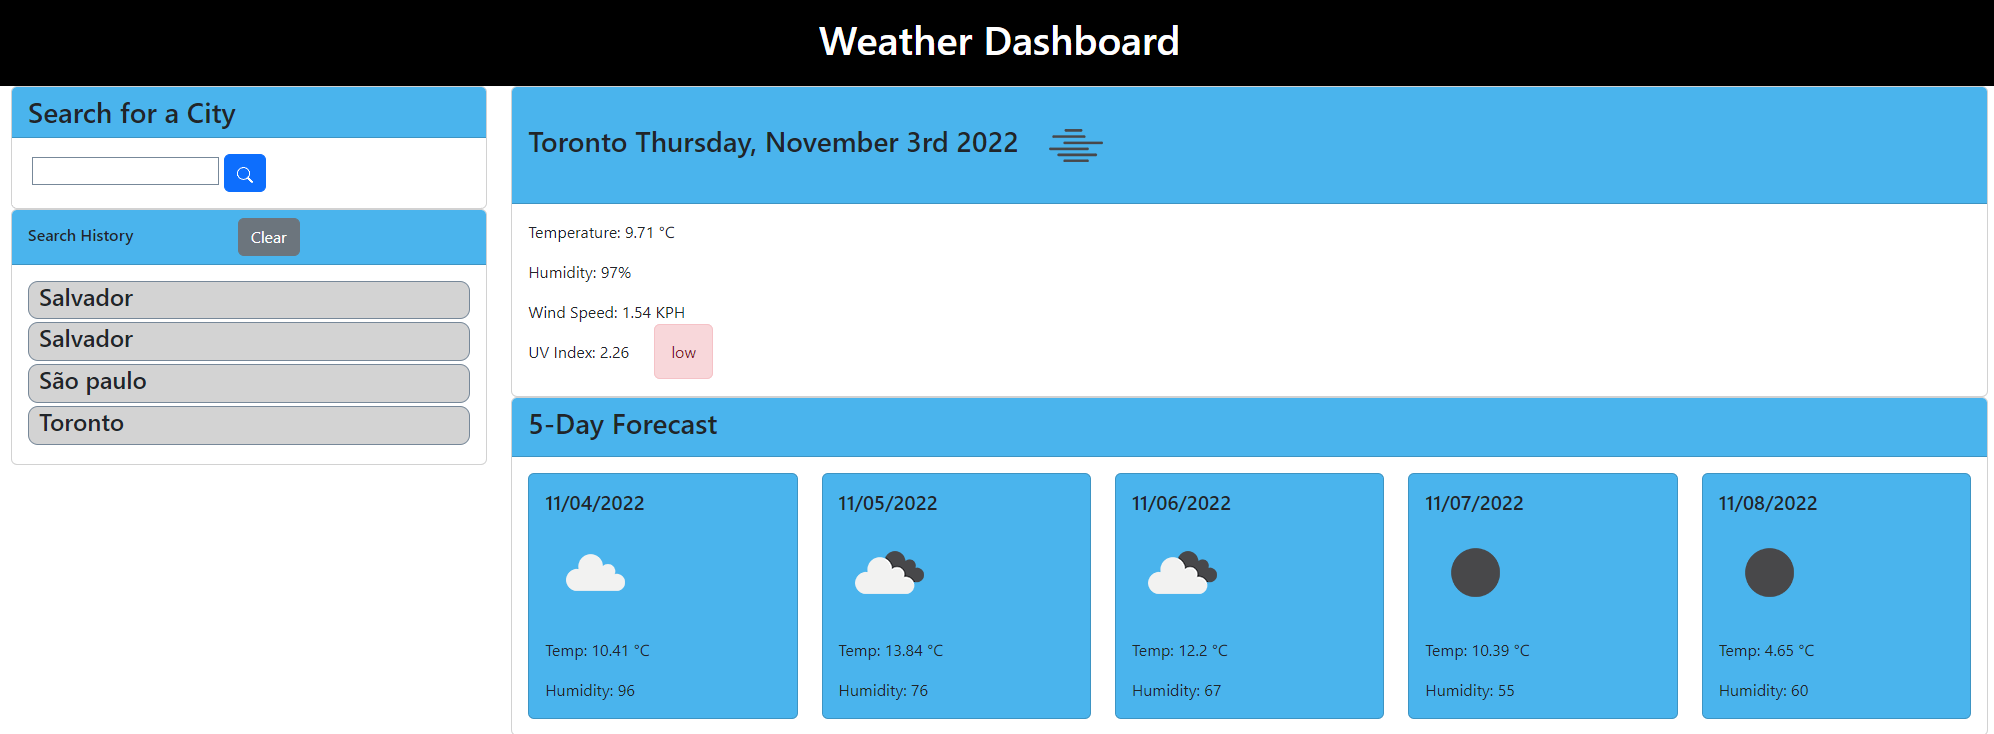 Weather Dashboard
Search for a City
Search History
Clear
Salvador
Salvador
São paulo
Toronto
Toronto Thursday, November 3rd 2022
Temperature: 9.71 °C
Humidity: 97%
Wind Speed: 1.54 KPH
UV Index: 2.26 low
5-Day Forecast
11/04/2022
Temp: 10.41 °C
Humidity: 96
11/05/2022
Temp: 13.84 °C
Humidity: 76
11/06/2022
Temp: 12.2 °C
Humidity: 67
11/07/2022
Temp: 10.39 °C
Humidity: 55
11/08/2022
Temp: 4.65 °C
Humidity: 60